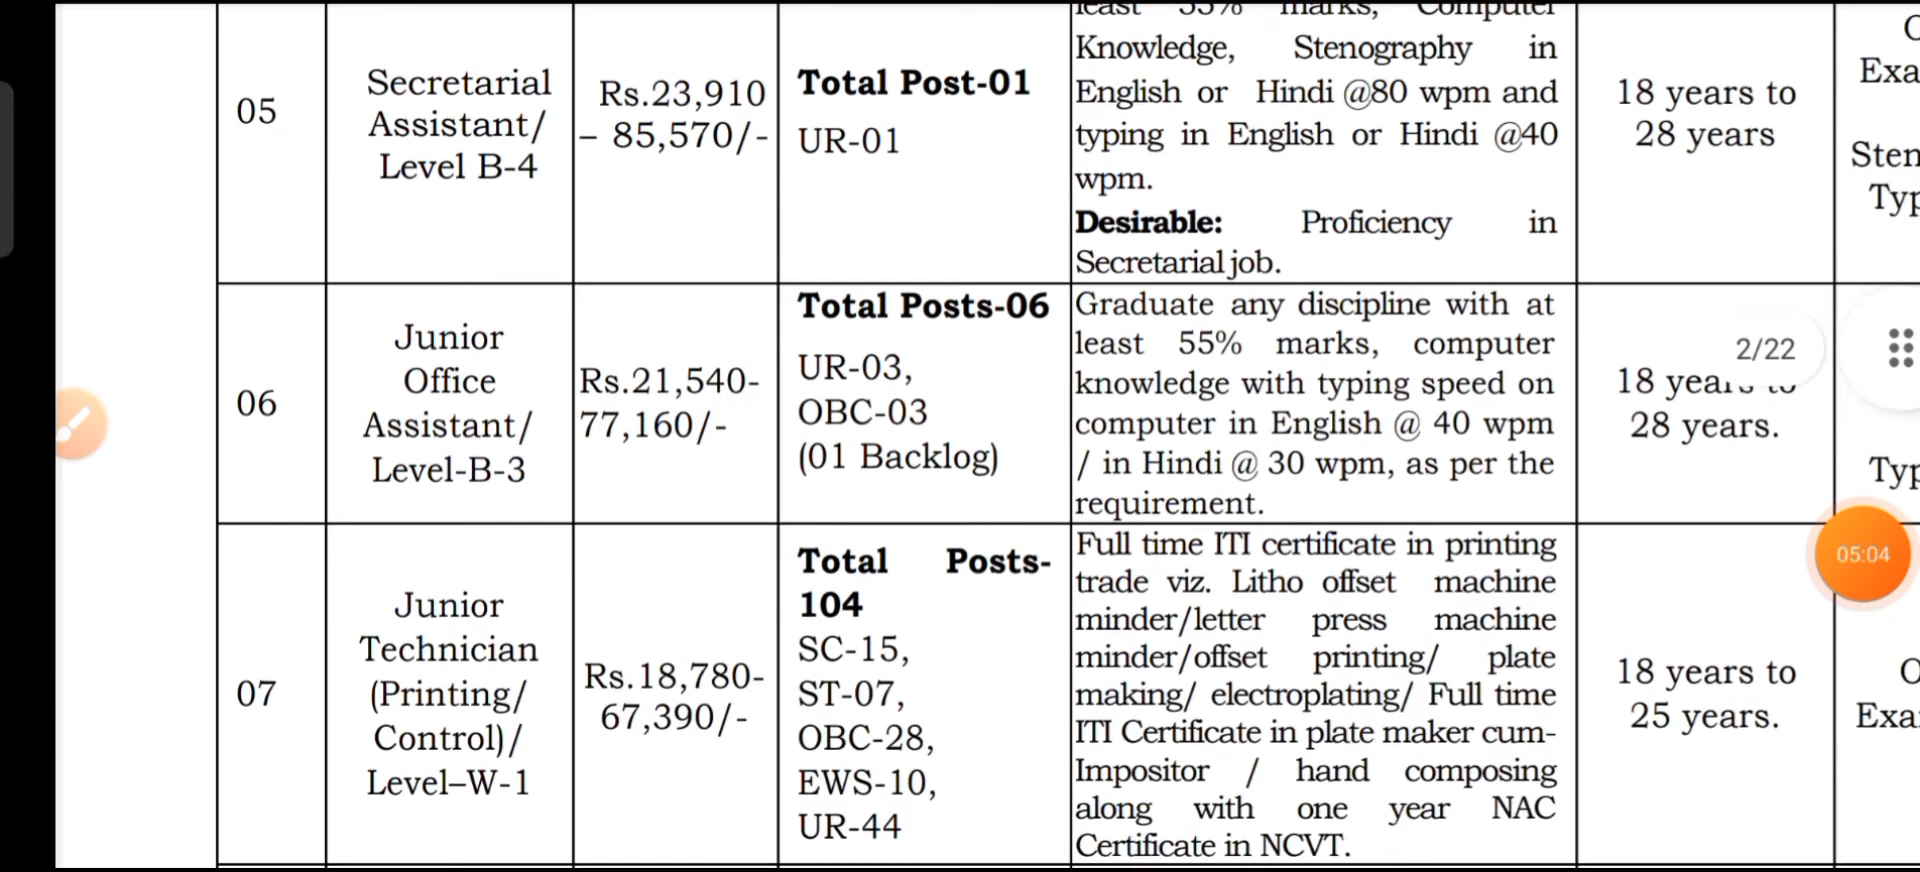 05
Secretarial
Assistant/
Level B-4
Rs.23,910
– 85,570/-
Total Post-01
UR-01
least 55% marks, Computer
Knowledge, Stenography in
English or Hindi @80 wpm and
typing in English or Hindi @40
wpm.
Desirable: Proficiency in
Secretarial job.
18 years to
28 years
06
Junior
Office
Assistant/
Level-B-3
Rs.21,540-
77,160/-
Total Posts-06
UR-03,
OBC-03
(01 Backlog)
Graduate any discipline with at
least 55% marks, computer
knowledge with typing speed on
computer in English @ 40 wpm
/ in Hindi @ 30 wpm, as per the
requirement.
2/22
18 years to
28 years.
07
Junior
Technician
(Printing/
Control)/
Level–W-1
Rs.18,780-
67,390/-
Total Posts-
104
SC-15,
ST-07,
OBC-28,
EWS-10,
UR-44
Full time ITI certificate in printing
trade viz. Litho offset machine
minder/letter press machine
minder/offset printing/ plate
making/ electroplating/ Full time
ITI Certificate in plate maker cum-
Impositor / hand composing
along with one year NAC
Certificate in NCVT.
18 years to
25 years.
05:04